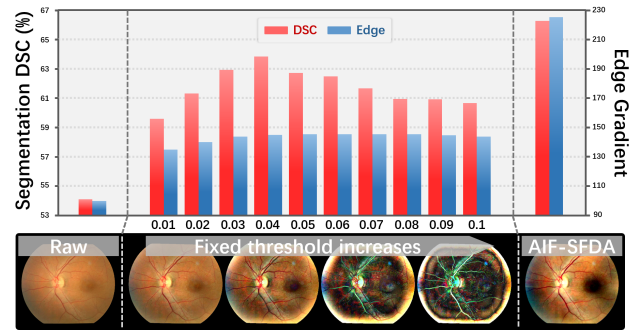 67
65
63
61
59
57
55
53
Segmentation DSC (%)
DSC
Edge
230
210
190
170
150
130
110
90
Edge Gradient
0.01 0.02 0.03 0.04 0.05 0.06 0.07 0.08 0.09 0.1
Raw
Fixed threshold increases
AIF-SFDA